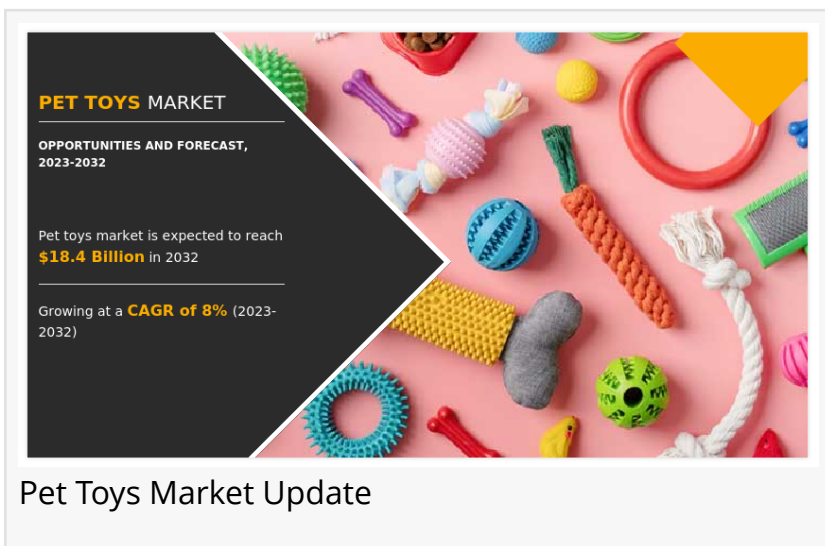 PET TOYS MARKET
OPPORTUNITIES AND FORECAST,
2023-2032
Pet toys market is expected to reach
$18.4 Billion in 2032
Growing at a CAGR of 8% (2023-
2032)
Pet Toys Market Update